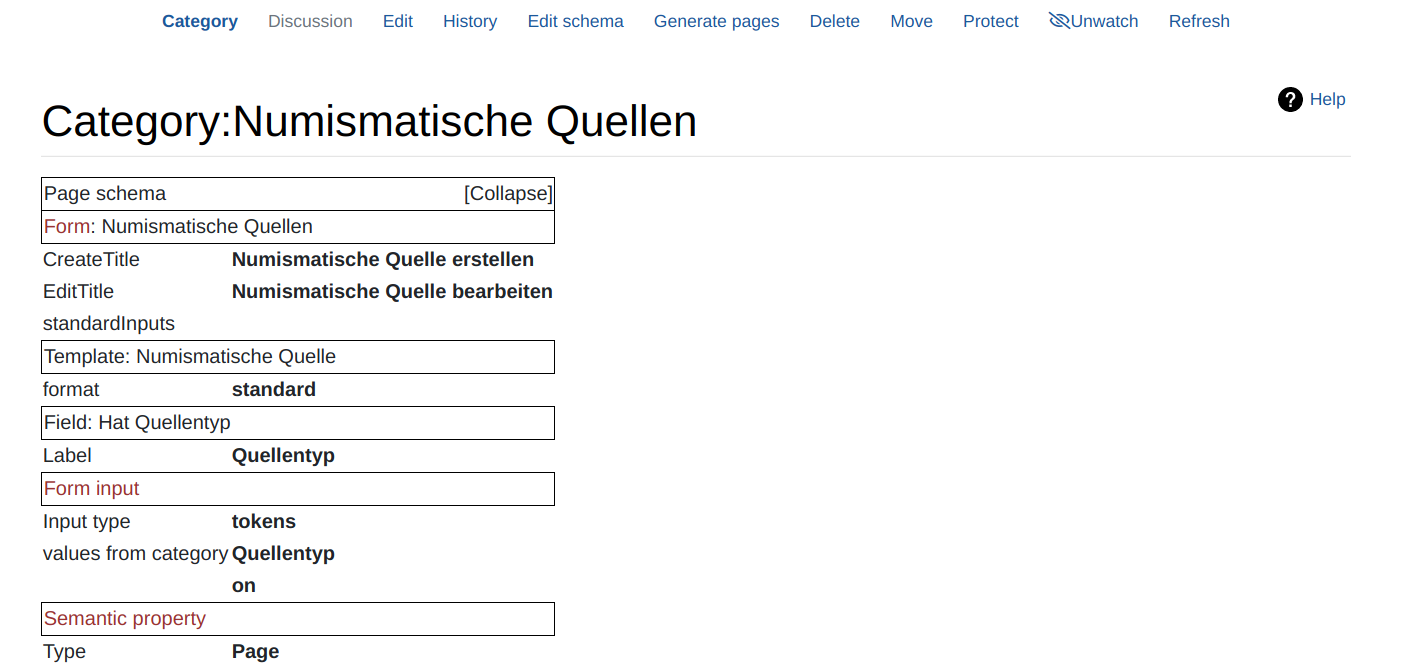 Category Discussion Edit History Edit schema Generate pages Delete Move Protect Unwatch Refresh
Help
Category:Numismatische Quellen
Page schema [Collapse]
Form: Numismatische Quellen
CreateTitle Numismatische Quelle erstellen
EditTitle Numismatische Quelle bearbeiten
standardInputs
Template: Numismatische Quelle
format standard
Field: Hat Quellentyp
Label Quellentyp
Form input
Input type tokens
values from category Quellentyp
on
Semantic property
Type Page